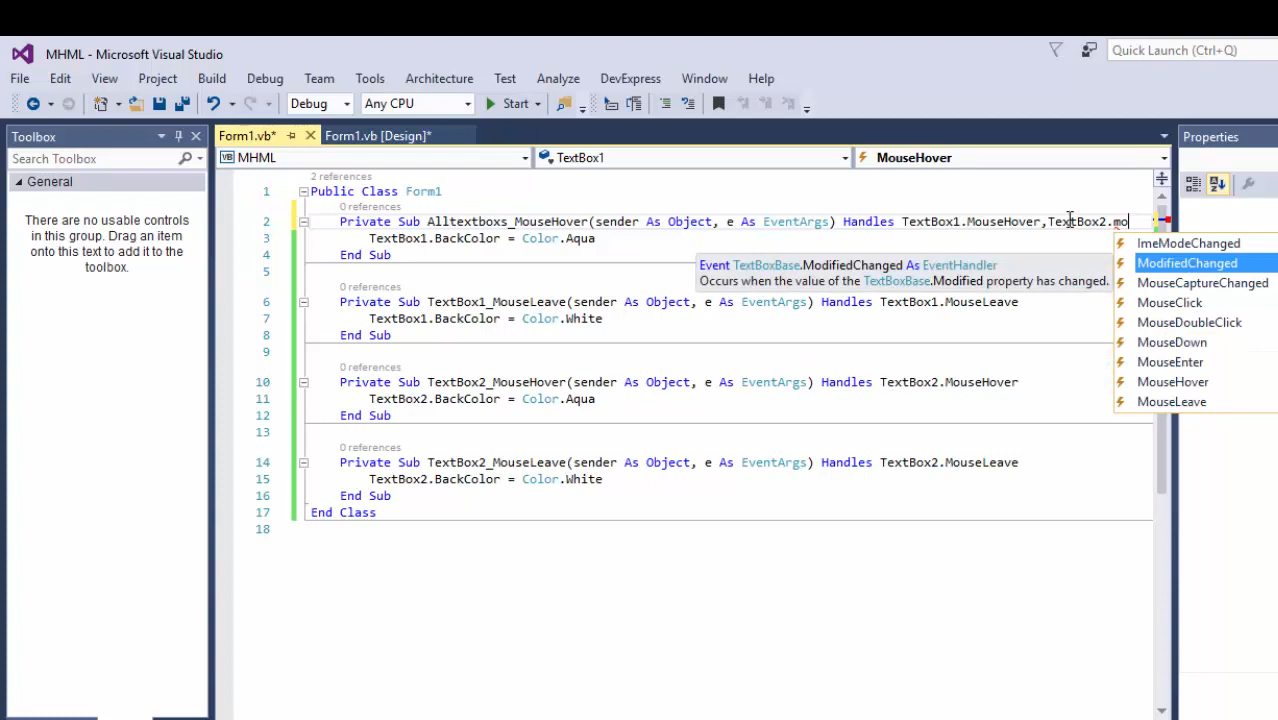 MHML - Microsoft Visual Studio
Quick Launch (Ctrl+Q)
File Edit View Project Build Debug Team Tools Architecture Test Analyze DevExpress Window Help
Debug Any CPU Start
Toolbox
Form1.vb* Form1.vb [Design]*
Properties
Search Toolbox
VB MHML TextBox1 MouseHover
General
There are no usable controls
in this group. Drag an item
onto this text to add it to the
toolbox.
2 references
1 Public Class Form1
0 references
2 Private Sub Alltextboxs_MouseHover(sender As Object, e As EventArgs) Handles TextBox1.MouseHover,TextBox2.mo
3 TextBox1.BackColor = Color.Aqua
4 End Sub
5
0 references
6 Private Sub TextBox1_MouseLeave(sender As Object, e As EventArgs) Handles TextBox1.MouseLeave
7 TextBox1.BackColor = Color.White
8 End Sub
9
0 references
10 Private Sub TextBox2_MouseHover(sender As Object, e As EventArgs) Handles TextBox2.MouseHover
11 TextBox2.BackColor = Color.Aqua
12 End Sub
13
0 references
14 Private Sub TextBox2_MouseLeave(sender As Object, e As EventArgs) Handles TextBox2.MouseLeave
15 TextBox2.BackColor = Color.White
16 End Sub
17 End Class
18
Event TextBoxBase.ModifiedChanged As EventHandler
Occurs when the value of the TextBoxBase.Modified property has changed.
ImeModeChanged
ModifiedChanged
MouseCaptureChanged
MouseClick
MouseDoubleClick
MouseDown
MouseEnter
MouseHover
MouseLeave